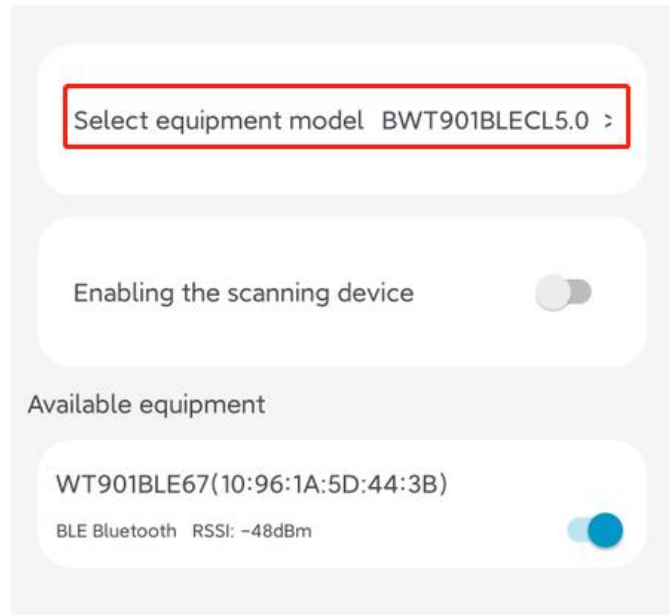 Select equipment model BWT901BLECL5.0 >
Enabling the scanning device
Available equipment
WT901BLE67(10:96:1A:5D:44:3B)
BLE Bluetooth RSSI: -48dBm